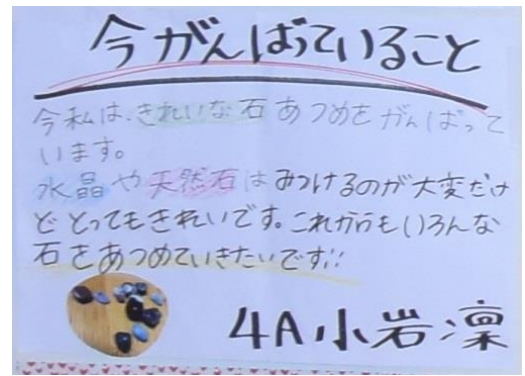 今がんばっていること
今私は、きれいな石あつめをがんばって
います。
水晶や天然石はみつけるのが大変だけ
どとってもきれいです。これからもいろんな
石をあつめていきたいです!!
4A小岩凜